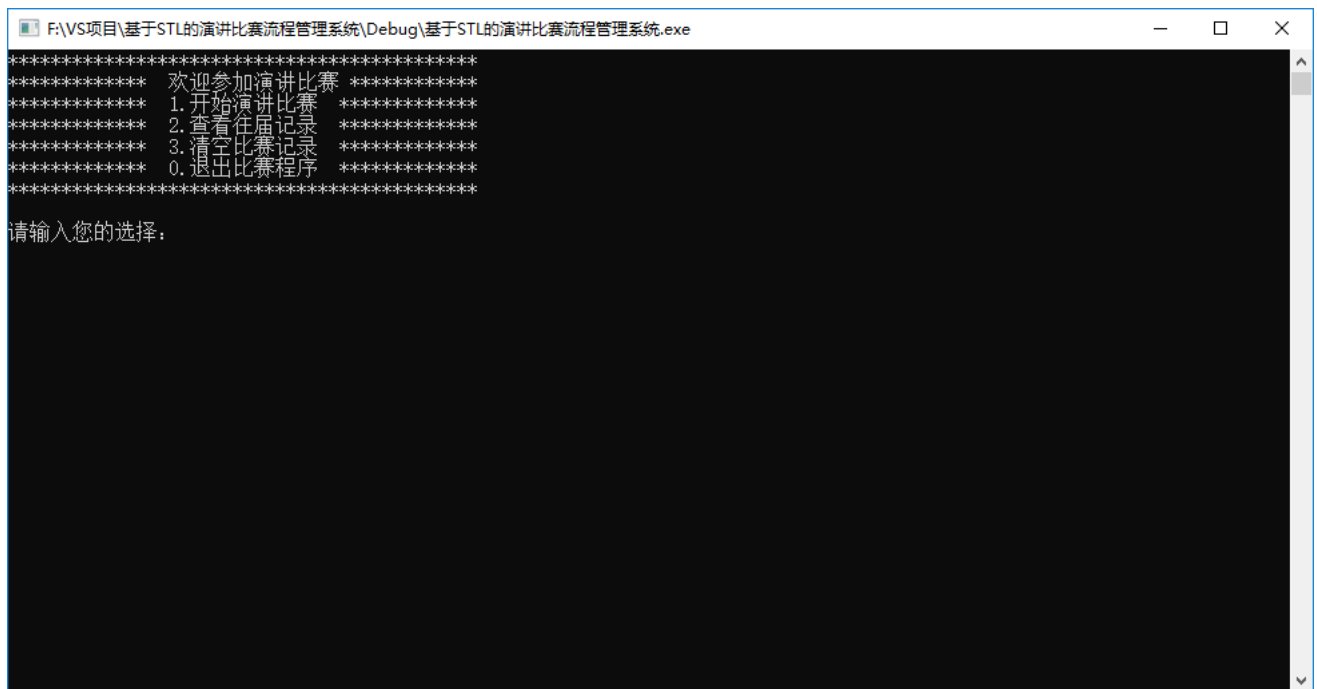 F:\VS项目\基于STL的演讲比赛流程管理系统\Debug\基于STL的演讲比赛流程管理系统.exe
********************************************
*************  欢迎参加演讲比赛 ************
*************  1.开始演讲比赛  *************
*************  2.查看往届记录  *************
*************  3.清空比赛记录  *************
*************  0.退出比赛程序  *************
********************************************
请输入您的选择：